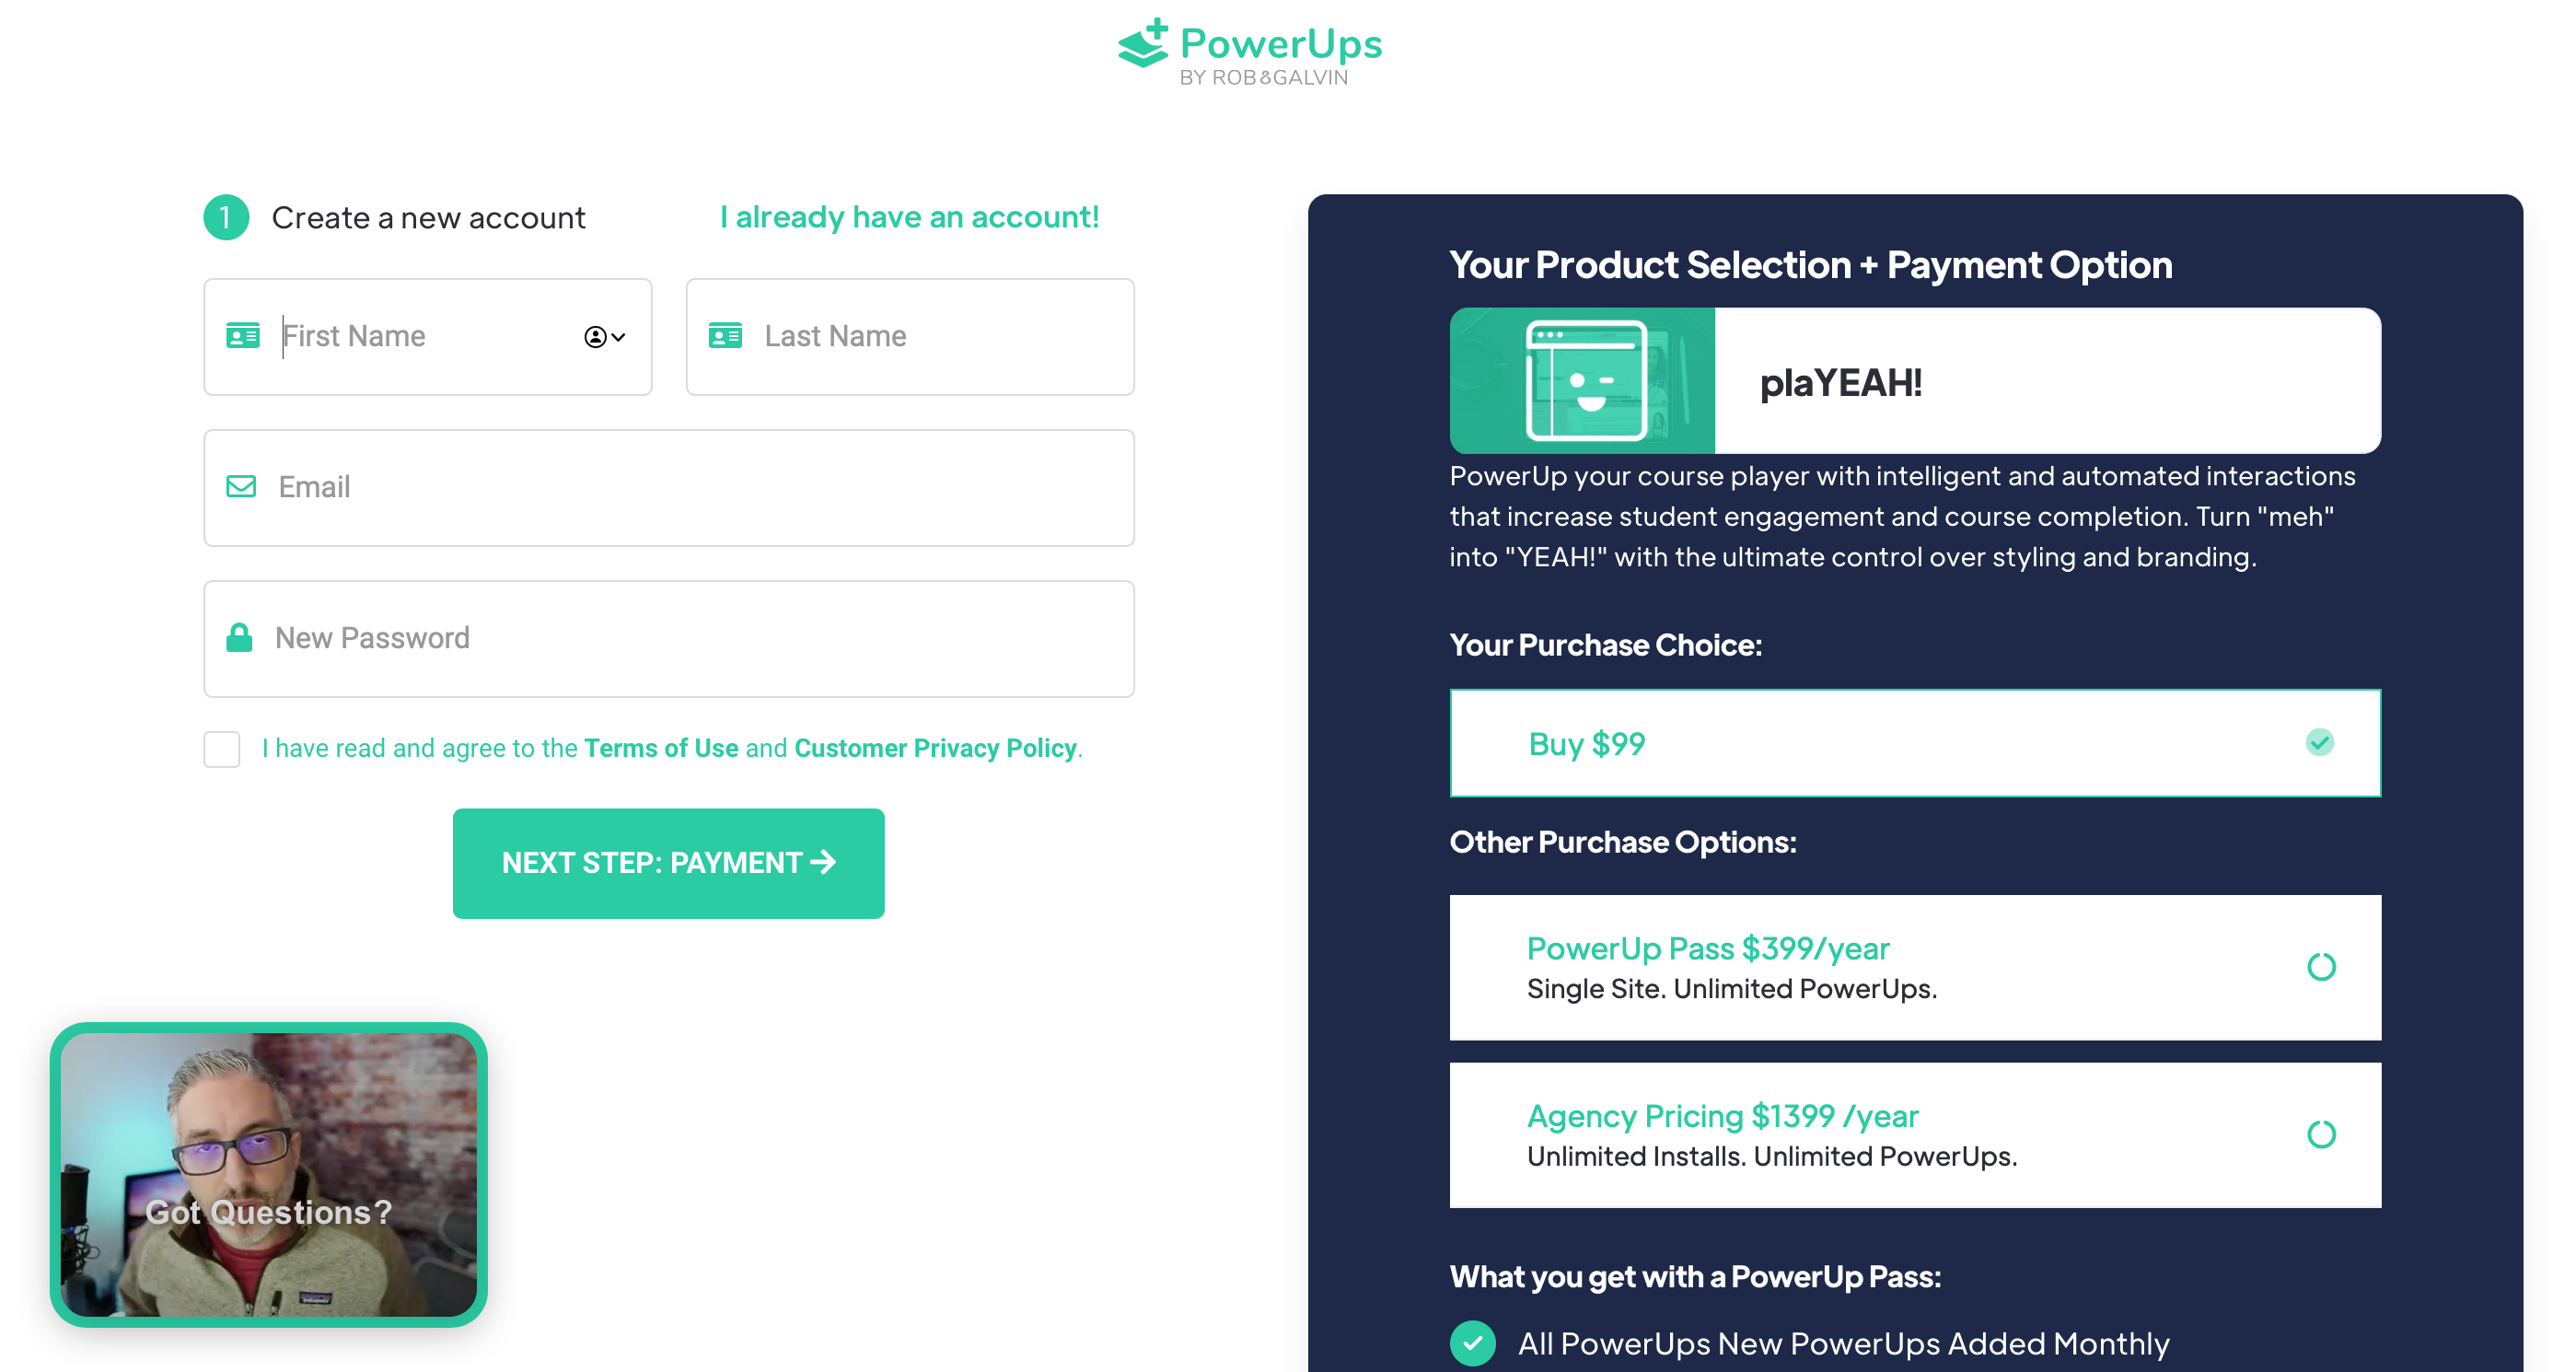 PowerUps
BY ROB&GALVIN
1 Create a new account
I already have an account!
First Name
Last Name
Email
New Password
I have read and agree to the Terms of Use and Customer Privacy Policy.
NEXT STEP: PAYMENT
Got Questions?
Your Product Selection + Payment Option
plaYEAH!
PowerUp your course player with intelligent and automated interactions
that increase student engagement and course completion. Turn "meh"
into "YEAH!" with the ultimate control over styling and branding.
Your Purchase Choice:
Buy $99
Other Purchase Options:
PowerUp Pass $399/year
Single Site. Unlimited PowerUps.
Agency Pricing $1399 /year
Unlimited Installs. Unlimited PowerUps.
What you get with a PowerUp Pass:
All PowerUps New PowerUps Added Monthly